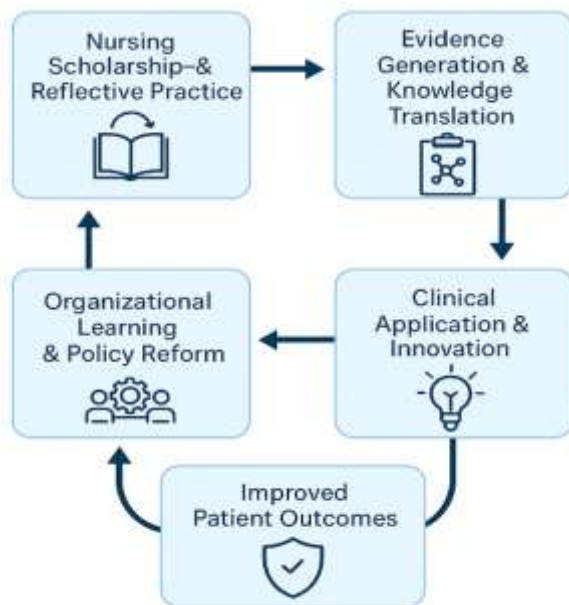 Nursing
Scholarship–&
Reflective Practice
Evidence
Generation &
Knowledge
Translation
Clinical
Application &
Innovation
Organizational
Learning
& Policy Reform
Improved
Patient Outcomes